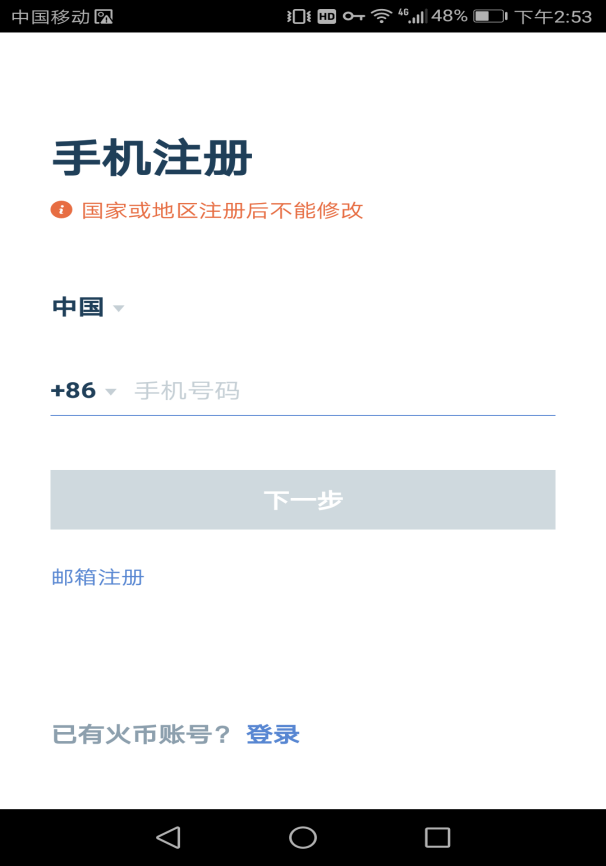 中国移动 HD 4G 48% 下午2:53
手机注册
国家或地区注册后不能修改
中国
+86 手机号码
下一步
邮箱注册
已有火币账号? 登录